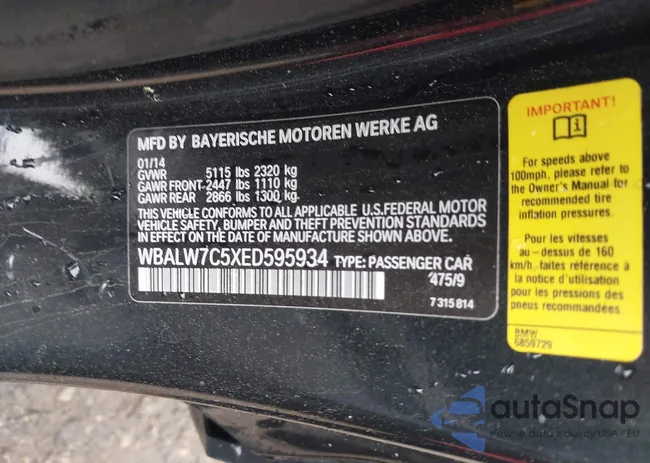 MFD BY BAYERISCHE MOTOREN WERKE AG
01/14
GVWR 5115 lbs 2320 kg
GAWR FRONT 2447 lbs 1110 kg
GAWR REAR 2866 lbs 1300 kg.
THIS VEHICLE CONFORMS TO ALL APPLICABLE U.S.FEDERAL MOTOR
VEHICLE SAFETY, BUMPER AND THEFT PREVENTION STANDARDS
IN EFFECT ON THE DATE OF MANUFACTURE SHOWN ABOVE.
WBALW7C5XED595934 TYPE: PASSENGER CAR
475/9
7 315 814
IMPORTANT!
For speeds above
100mph, please refer to
the Owner's Manual for
recommended tire
inflation pressures.
Pour les vitesses
au-dessus de 160
km/h, faites référence à
la notice d'utilisation
pour les pressions des
pneus recommandées
BMW
6859729
autoSnap
Pewne auta z aukcji USA i EU